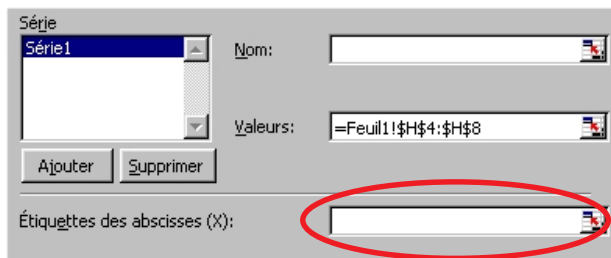 Série
Série1
Nom:
Valeurs:
=Feuil1!$H$4:$H$8
Ajouter
Supprimer
Étiquettes des abscisses (X):